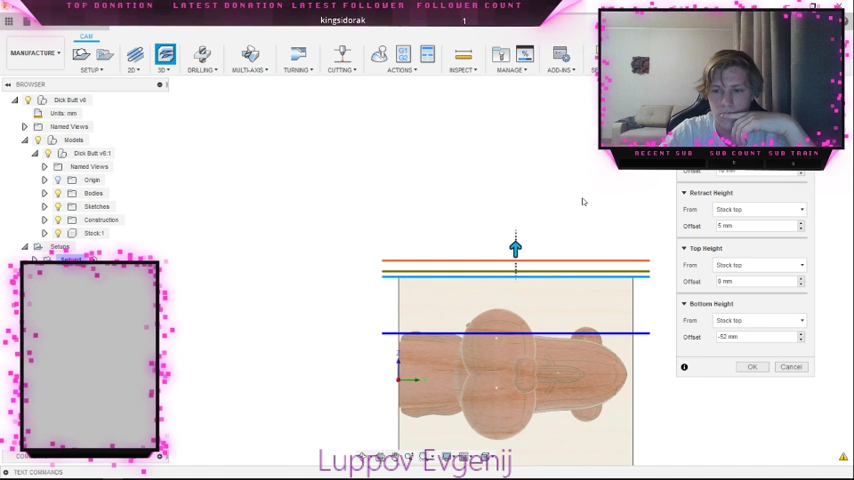 TOP DONATION LATEST DONATION LATEST FOLLOWER FOLLOWER COUNT
kingsidorak 1
CAM
MANUFACTURE
SETUP 2D 3D DRILLING MULTI-AXIS TURNING CUTTING ACTIONS INSPECT MANAGE ADD-INS
G1
G2
RECENT SUB SUB COUNT SUB TRAIN
BROWSER
Dick Butt v6
Units: mm
Named Views
Models
Dick Butt v6:1
Named Views
Origin
Bodies
Sketches
Construction
Stock:1
Setups
Retract Height
From Stock top
Offset 5 mm
Top Height
From Stock top
Offset 0 mm
Bottom Height
From Stock top
Offset -52 mm
OK Cancel
Z
Luppov Evgenij
TEXT COMMANDS